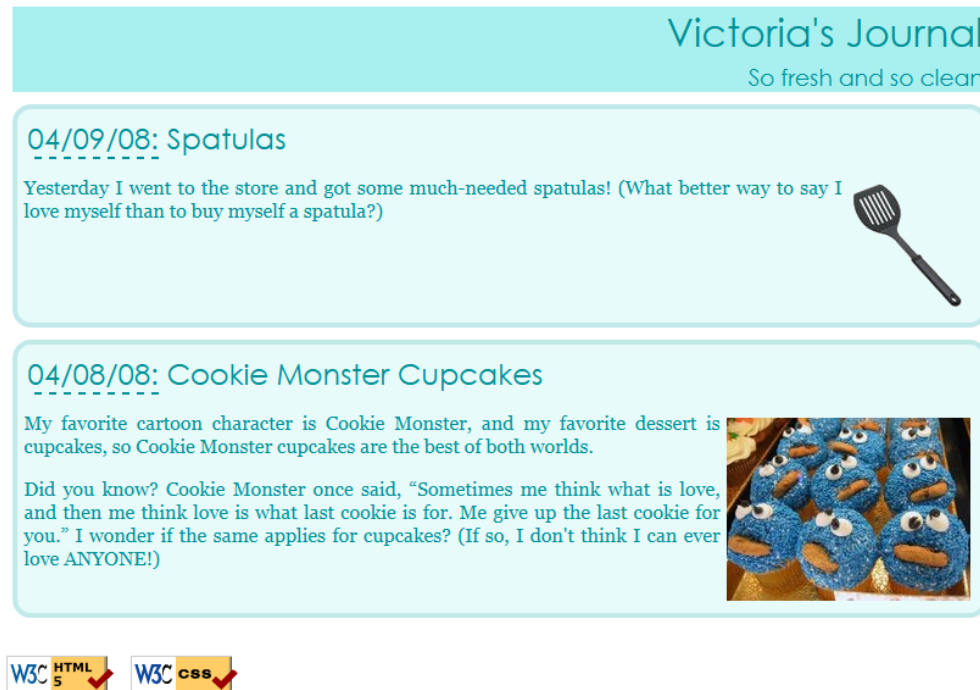 Victoria's Journal
So fresh and so clean
04/09/08: Spatulas
Yesterday I went to the store and got some much-needed spatulas! (What better way to say I
love myself than to buy myself a spatula?)
04/08/08: Cookie Monster Cupcakes
My favorite cartoon character is Cookie Monster, and my favorite dessert is
cupcakes, so Cookie Monster cupcakes are the best of both worlds.
Did you know? Cookie Monster once said, “Sometimes me think what is love,
and then me think love is what last cookie is for. Me give up the last cookie for
you.” I wonder if the same applies for cupcakes? (If so, I don't think I can ever
love ANYONE!)
W3C HTML 5
W3C css